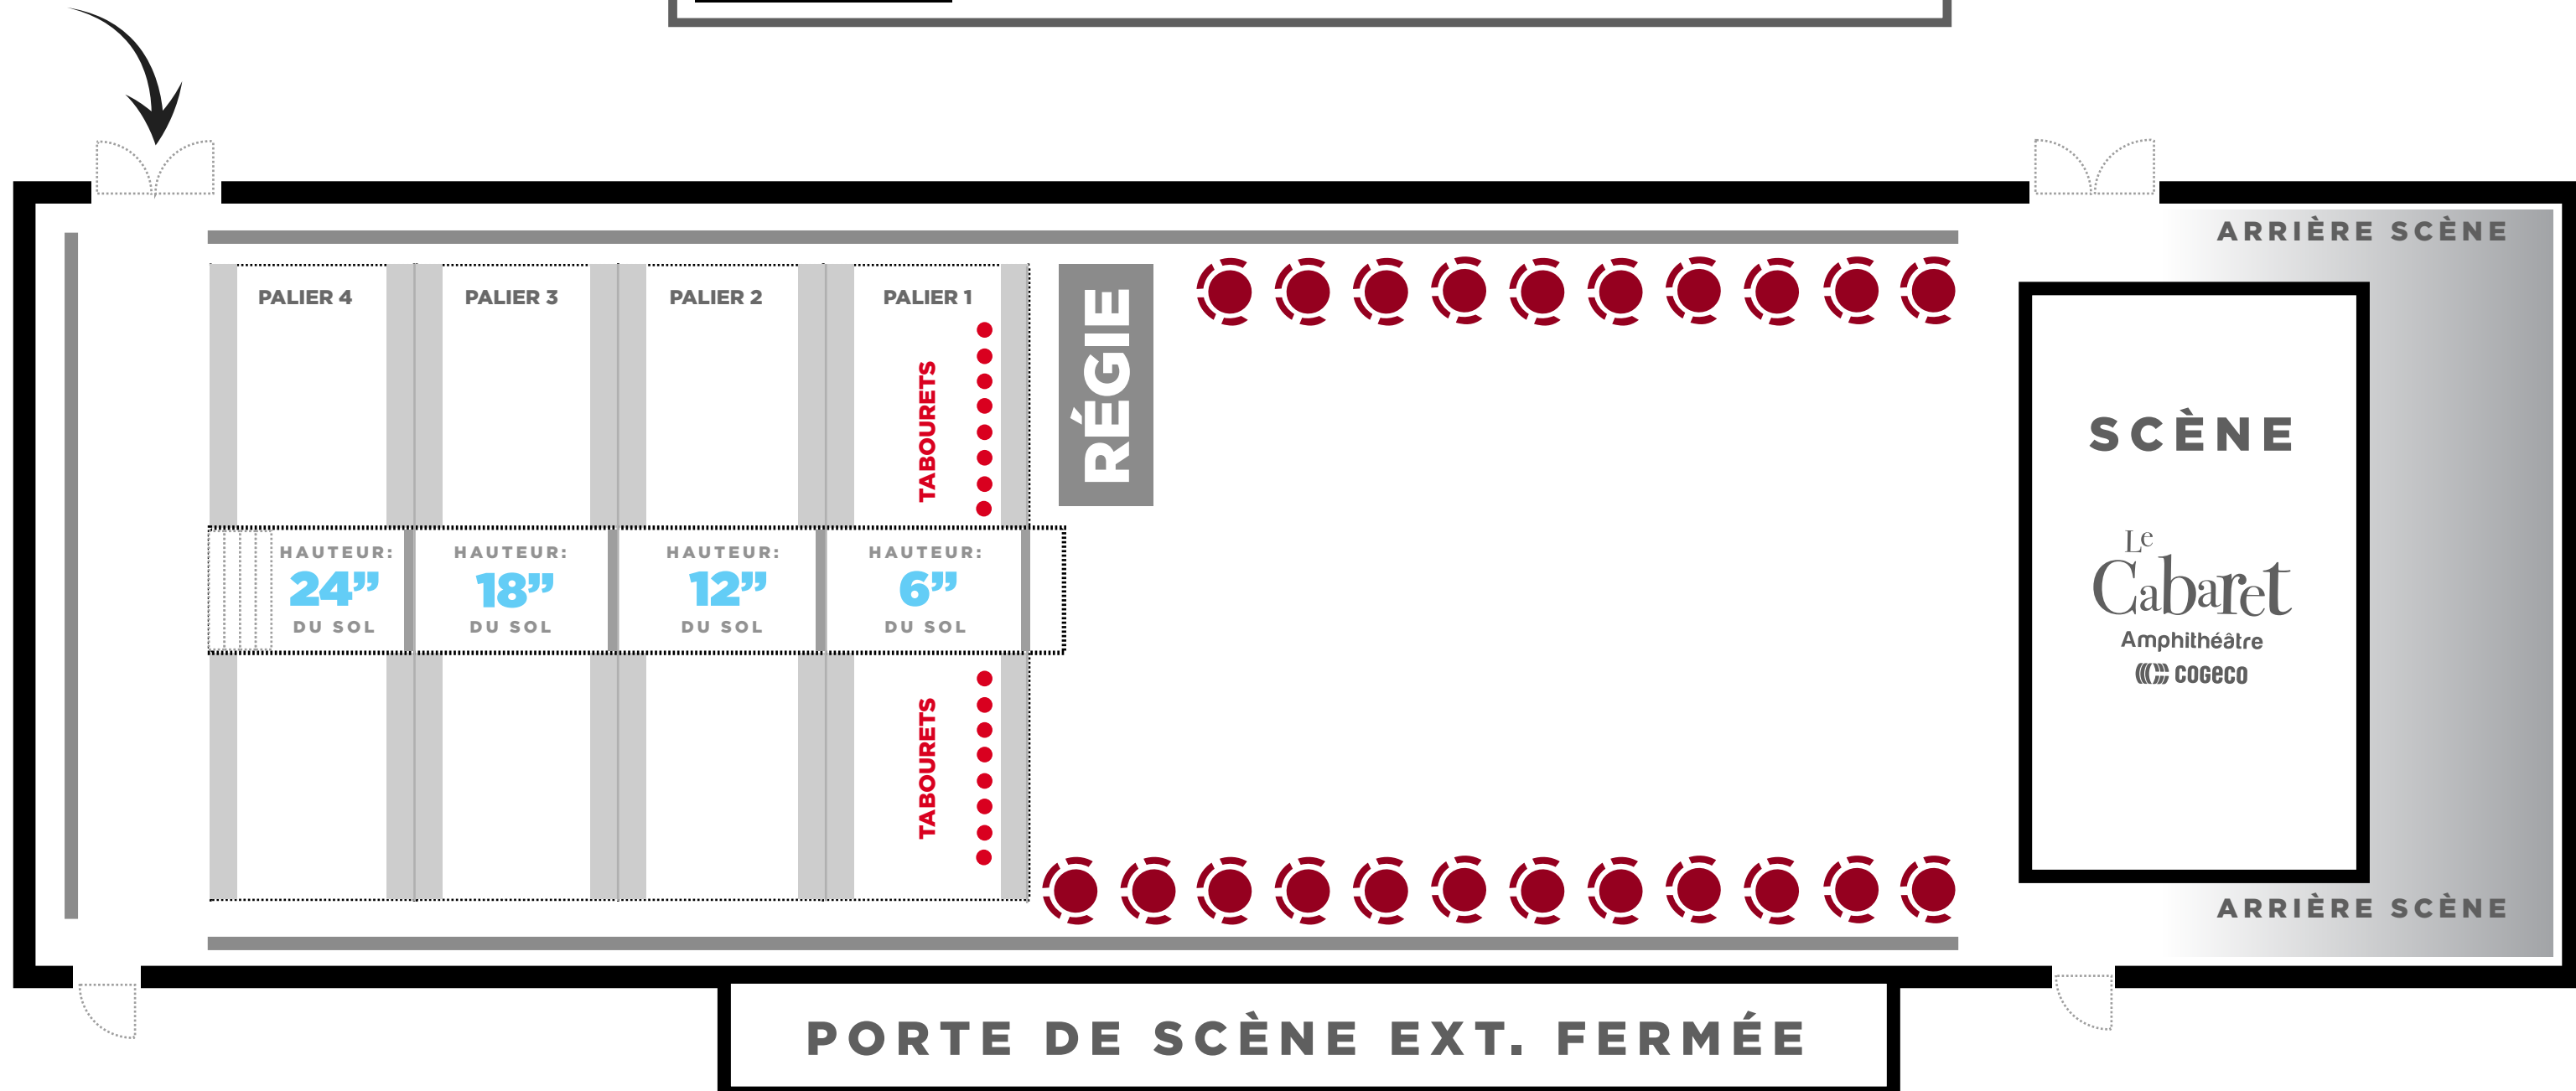 ARRIÈRE SCÈNE
PALIER 4
PALIER 3
PALIER 2
PALIER 1
TABOURETS
RÉGIE
SCÈNE
HAUTEUR:
24”
DU SOL
HAUTEUR:
18”
DU SOL
HAUTEUR:
12”
DU SOL
HAUTEUR:
6”
DU SOL
Le
Cabaret
Amphithéâtre
COGECO
TABOURETS
ARRIÈRE SCÈNE
PORTE DE SCÈNE EXT. FERMÉE